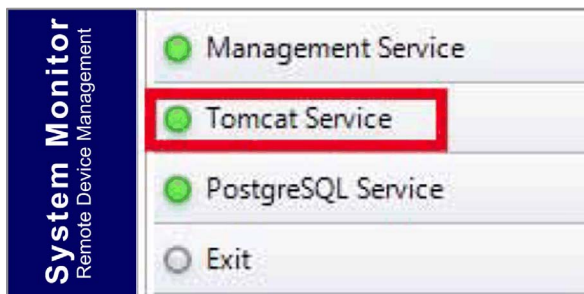 System Monitor
Remote Device Management
Management Service
Tomcat Service
PostgreSQL Service
Exit